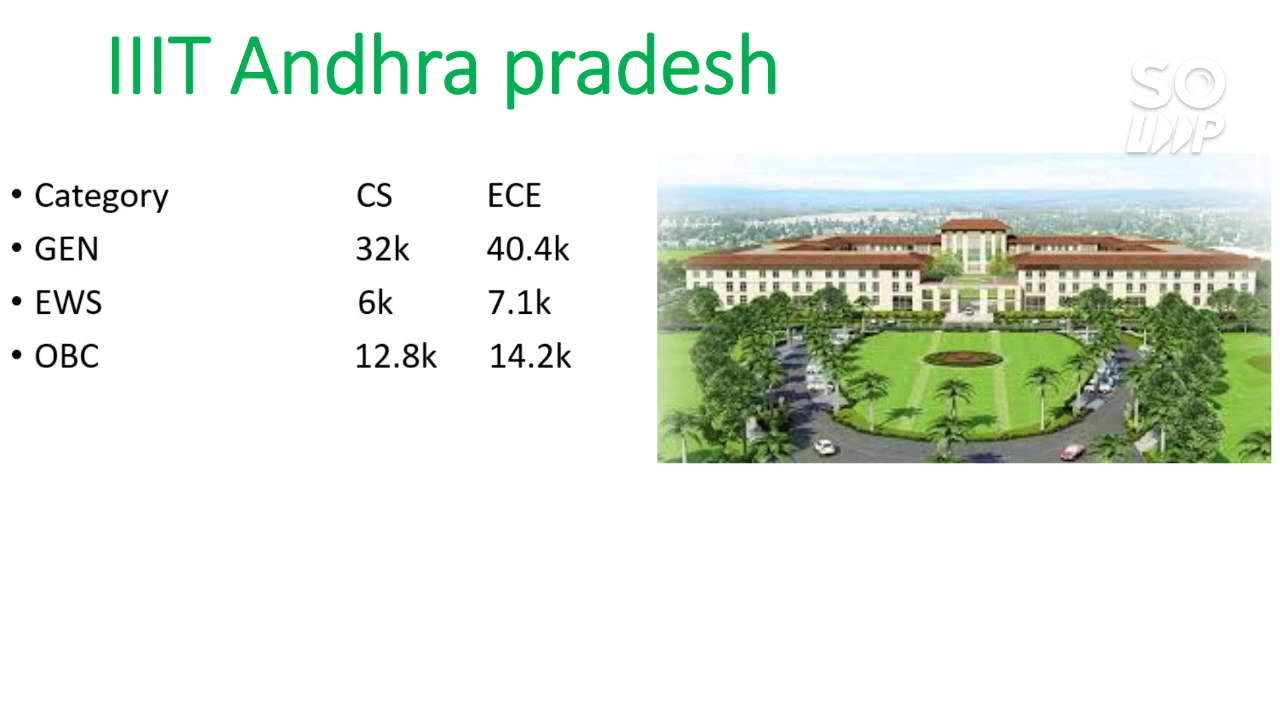 IIIT Andhra pradesh
SO
LP
• Category CS ECE
• GEN 32k 40.4k
• EWS 6k 7.1k
• OBC 12.8k 14.2k